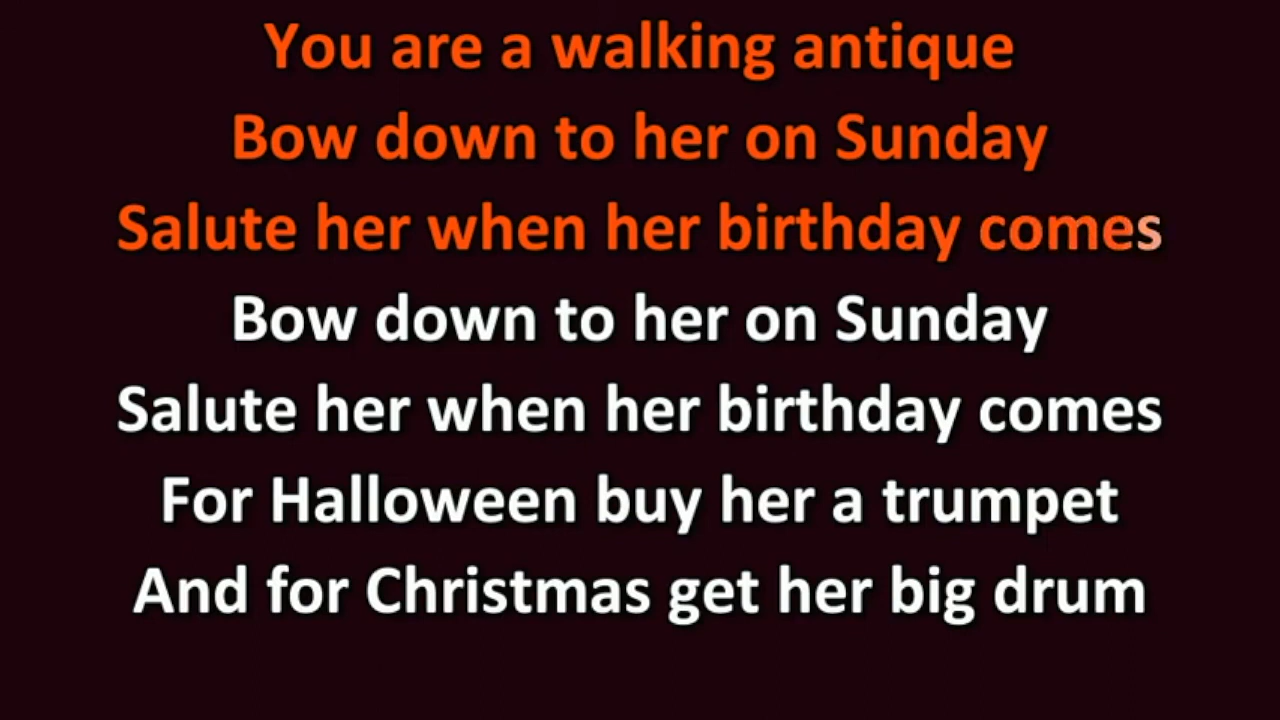 You are a walking antique
Bow down to her on Sunday
Salute her when her birthday comes
Bow down to her on Sunday
Salute her when her birthday comes
For Halloween buy her a trumpet
And for Christmas get her big drum